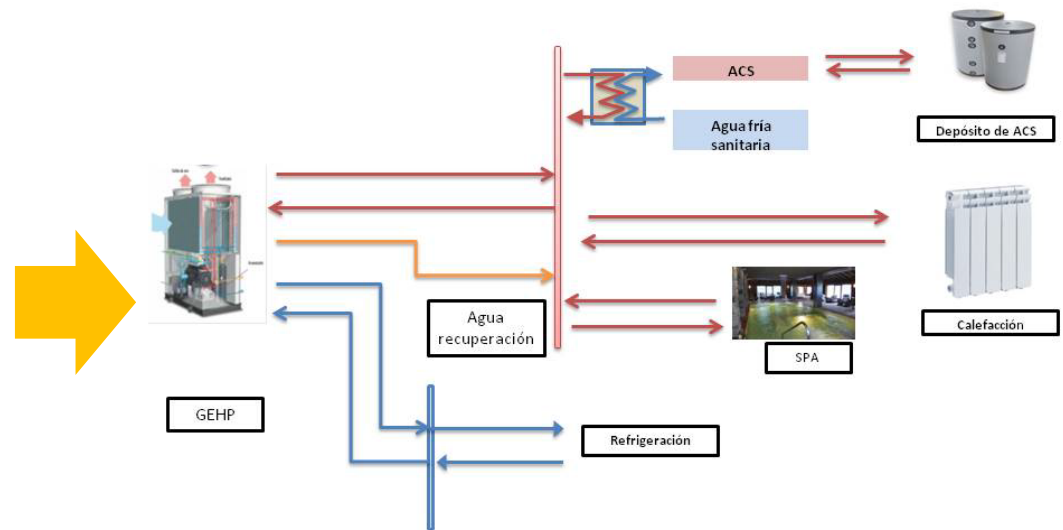 ACS
Agua fría
sanitaria
Depósito de ACS
Agua
recuperación
SPA
Calefacción
GEHP
Refrigeración